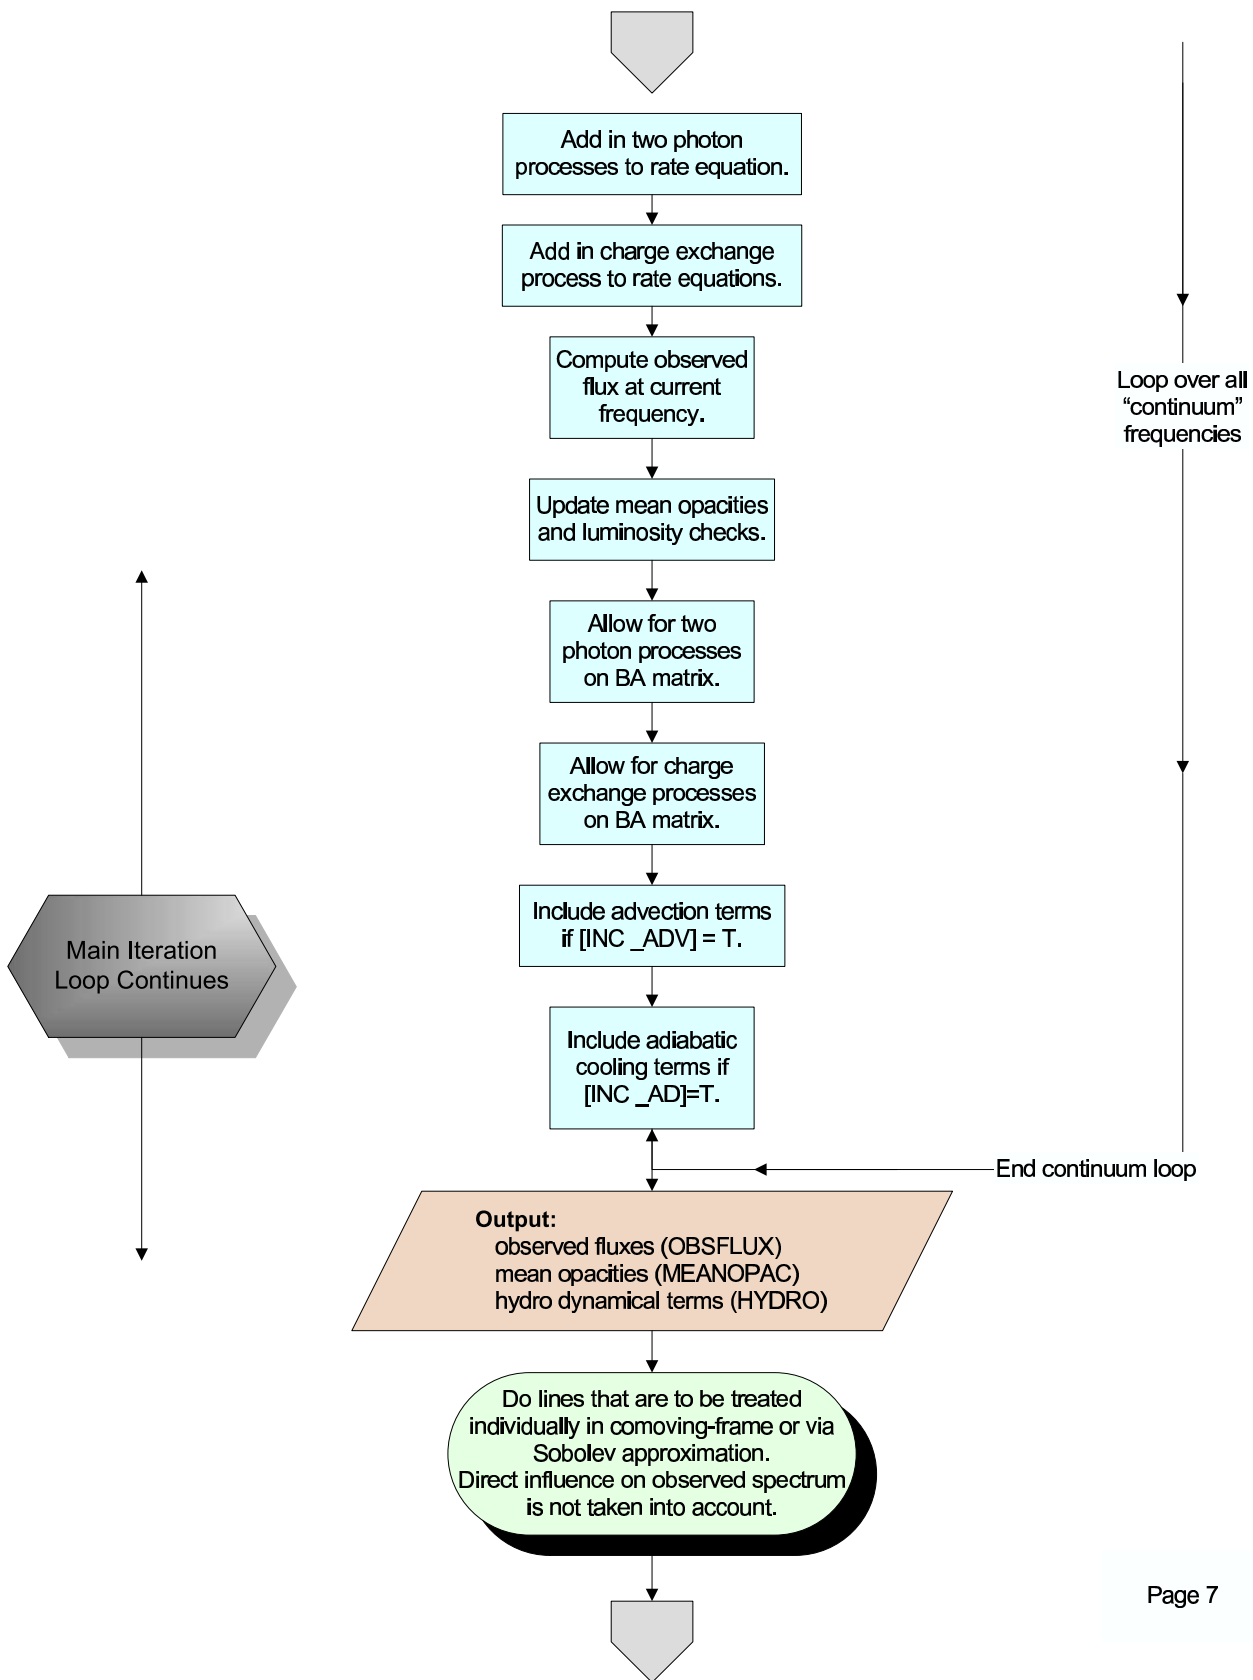 Add in two photon
processes to rate equation.
Add in charge exchange
process to rate equations.
Compute observed
flux at current
frequency.
Loop over all
“continuum”
frequencies
Update mean opacities
and luminosity checks.
Allow for two
photon processes
on BA matrix.
Allow for charge
exchange processes
on BA matrix.
Include advection terms
if [INC _ADV] = T.
Main Iteration
Loop Continues
Include adiabatic
cooling terms if
[INC _AD]=T.
End continuum loop
Output:
observed fluxes (OBSFLUX)
mean opacities (MEANOPAC)
hydro dynamical terms (HYDRO)
Do lines that are to be treated
individually in comoving-frame or via
Sobolev approximation.
Direct influence on observed spectrum
is not taken into account.
Page 7